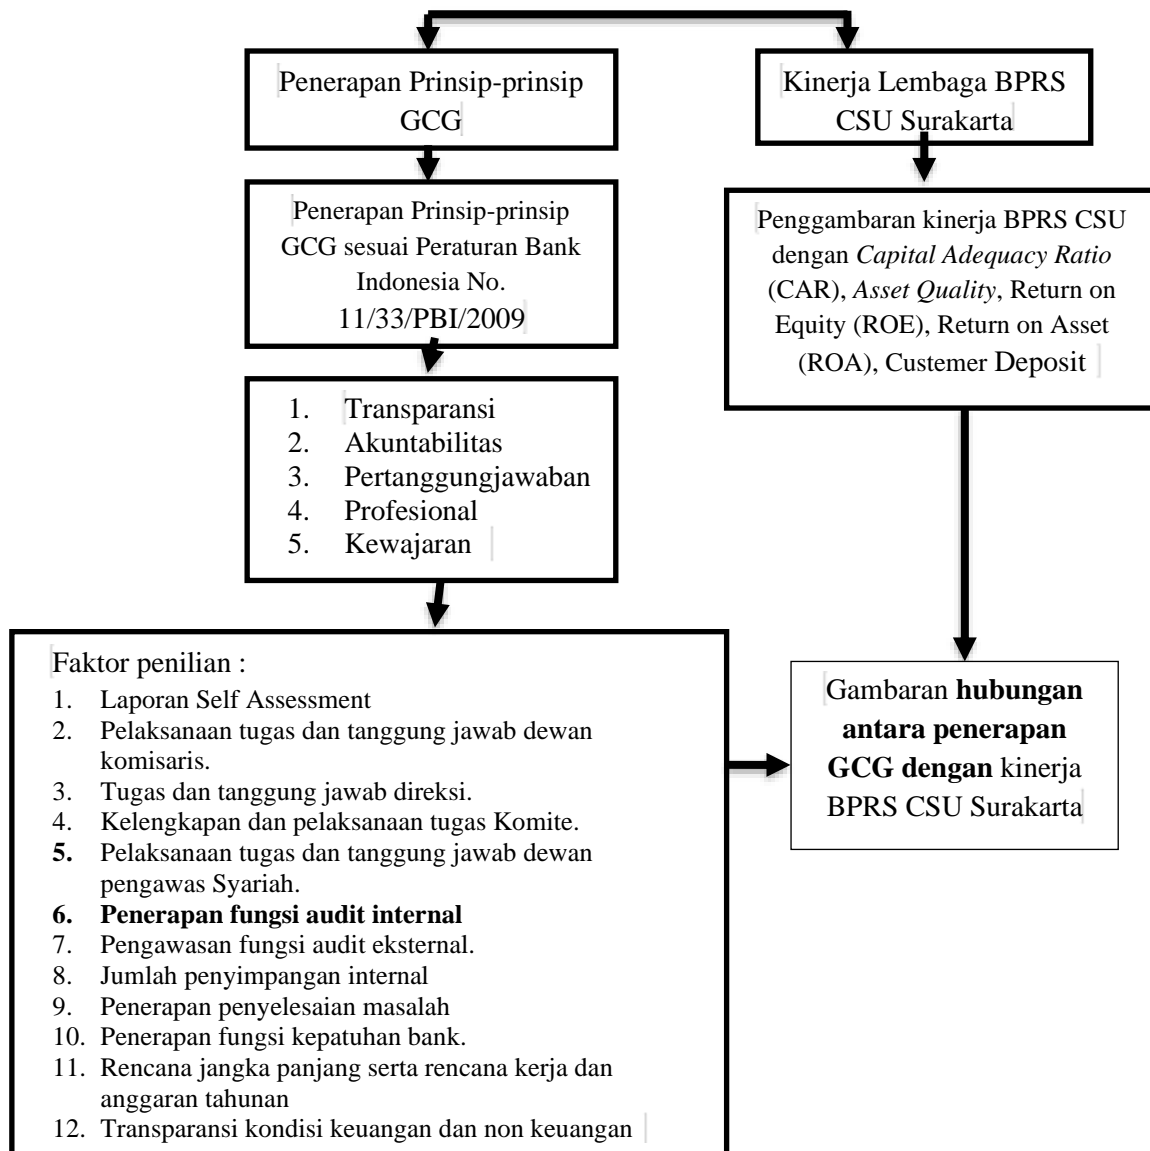 Penerapan Prinsip-prinsip
GCG
Kinerja Lembaga BPRS
CSU Surakarta
Penerapan Prinsip-prinsip
GCG sesuai Peraturan Bank
Indonesia No.
11/33/PBI/2009
Penggambaran kinerja BPRS CSU
dengan Capital Adequacy Ratio
(CAR), Asset Quality, Return on
Equity (ROE), Return on Asset
(ROA), Custemer Deposit
1. Transparansi
2. Akuntabilitas
3. Pertanggungjawaban
4. Profesional
5. Kewajaran
Faktor penilian :
1. Laporan Self Assessment
2. Pelaksanaan tugas dan tanggung jawab dewan
komisaris.
3. Tugas dan tanggung jawab direksi.
4. Kelengkapan dan pelaksanaan tugas Komite.
5. Pelaksanaan tugas dan tanggung jawab dewan
pengawas Syariah.
6. Penerapan fungsi audit internal
7. Pengawasan fungsi audit eksternal.
8. Jumlah penyimpangan internal
9. Penerapan penyelesaian masalah
10. Penerapan fungsi kepatuhan bank.
11. Rencana jangka panjang serta rencana kerja dan
anggaran tahunan
12. Transparansi kondisi keuangan dan non keuangan
Gambaran hubungan
antara penerapan
GCG dengan kinerja
BPRS CSU Surakarta